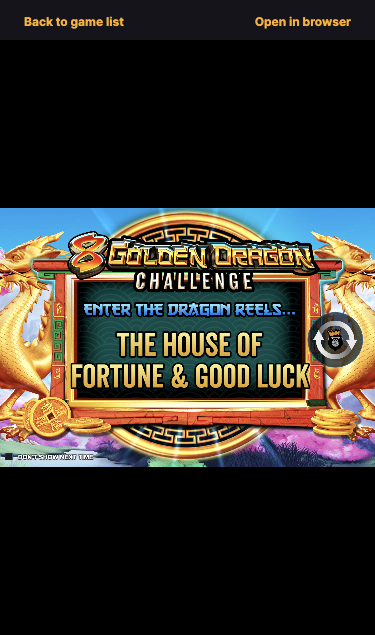 Back to game list
Open in browser
8 GOLDEN DRAGON
CHALLENGE
ENTER THE DRAGON REELS...
THE HOUSE OF
FORTUNE & GOOD LUCK
DON'T SHOW NEXT TIME